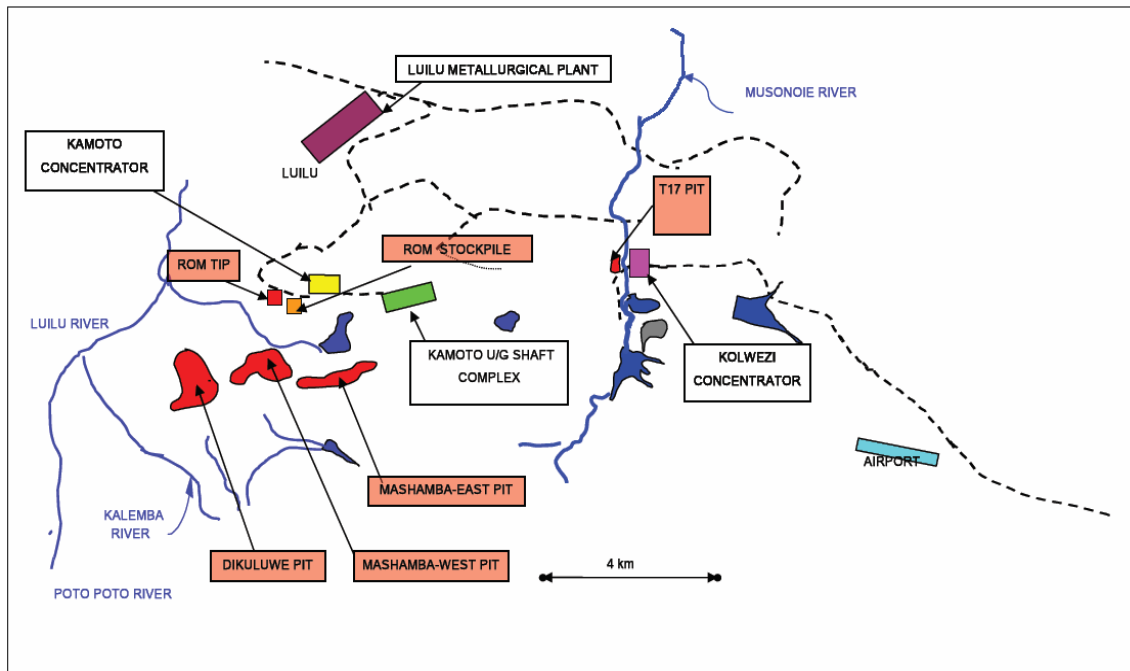 LUILU METALLURGICAL PLANT
MUSONOIE RIVER
KAMOTO
CONCENTRATOR
LUILU
T17 PIT
ROM STOCKPILE
ROM TIP
LUILU RIVER
KAMOTO U/G SHAFT
COMPLEX
KOLWEZI
CONCENTRATOR
AIRPORT
MASHAMBA-EAST PIT
KALEMBA
RIVER
DIKULUWE PIT
MASHAMBA-WEST PIT
4 km
POTO POTO RIVER